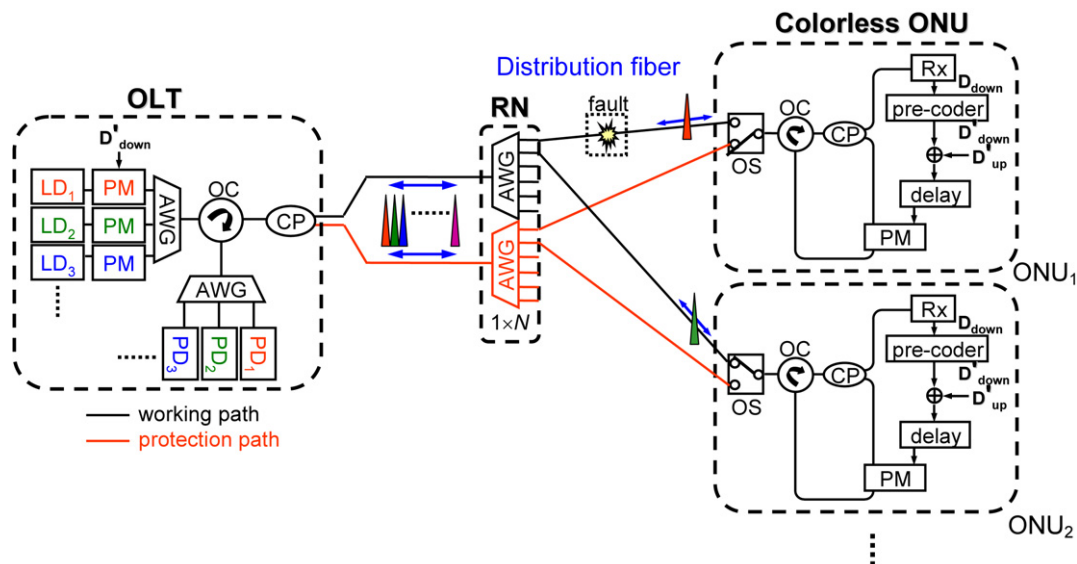 Colorless ONU
Distribution fiber
OLT
RN
fault
D'down
LD1
PM
LD2
PM
LD3
PM
AWG
OC
CP
AWG
PD3
PD2
PD1
AWG
AWG
1×N
working path
protection path
OS
OC
CP
Rx
Ddown
pre-coder
D'down
D'up
delay
PM
ONU1
OS
OC
CP
Rx
Ddown
pre-coder
D'down
D'up
delay
PM
ONU2